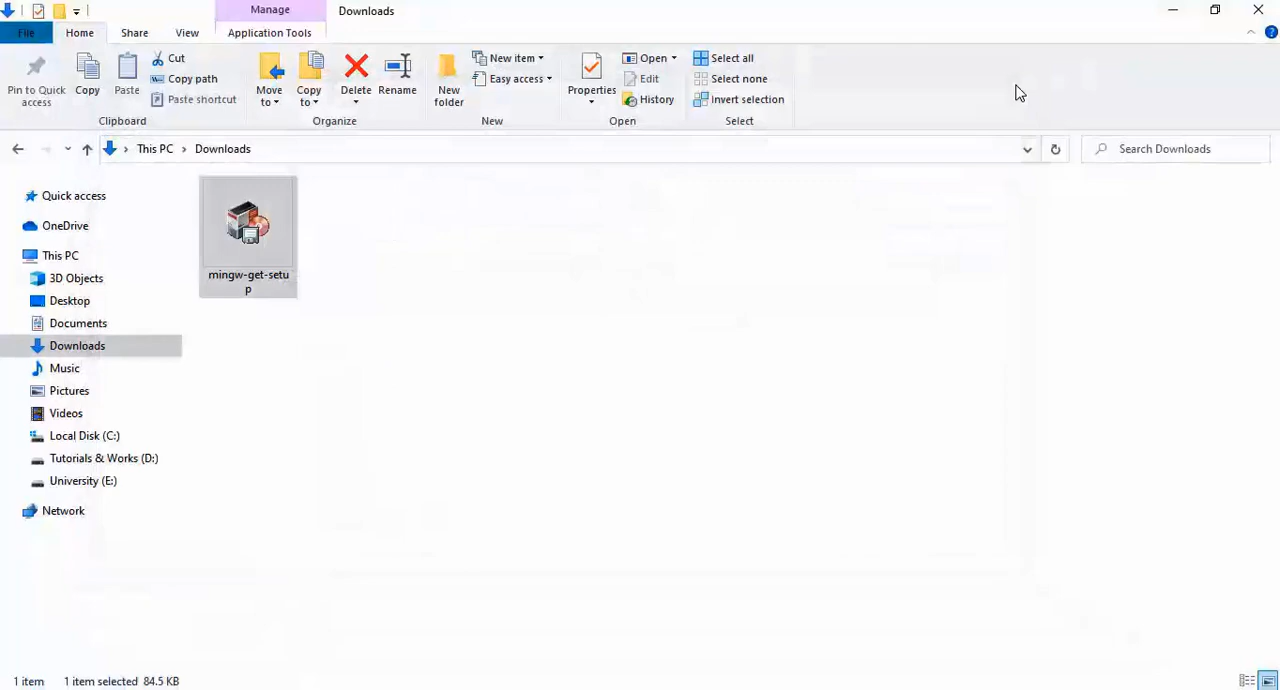 Manage
Downloads
File
Home
Share
View
Application Tools
Pin to Quick
access
Copy
Paste
Cut
Copy path
Paste shortcut
Clipboard
Move
to
Copy
to
Delete
Rename
Organize
New
folder
New item
Easy access
New
Properties
Open
Edit
History
Open
Select all
Select none
Invert selection
Select
This PC
Downloads
Search Downloads
Quick access
OneDrive
This PC
3D Objects
Desktop
Documents
Downloads
Music
Pictures
Videos
Local Disk (C:)
Tutorials & Works (D:)
University (E:)
Network
mingw-get-setu
p
1 item
1 item selected 84.5 KB